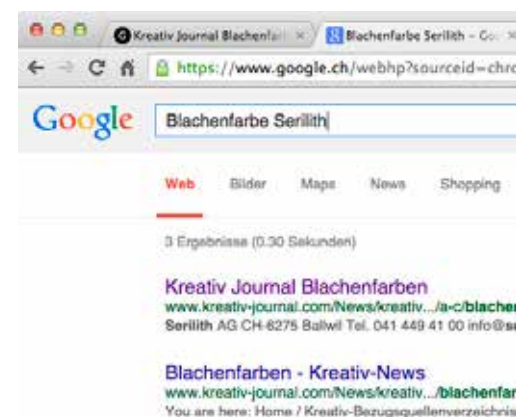 Kreativ Journal Blachenfar
Blachenfarbe Serilith - Go
https://www.google.ch/webhp?sourceid=chro
Google
Blachenfarbe Serilith
Web Bilder Maps News Shopping
3 Ergebnisse (0.30 Sekunden)
Kreativ Journal Blachenfarben
www.kreativ-journal.com/News/kreativ.../a-c/blachen
Serilith AG CH-6275 Ballwil Tel. 041 449 41 00 info@se
Blachenfarben - Kreativ-News
www.kreativ-journal.com/News/kreativ.../blachenfar
You are here: Home / Kreativ-Bezugsquellenverzeichnis